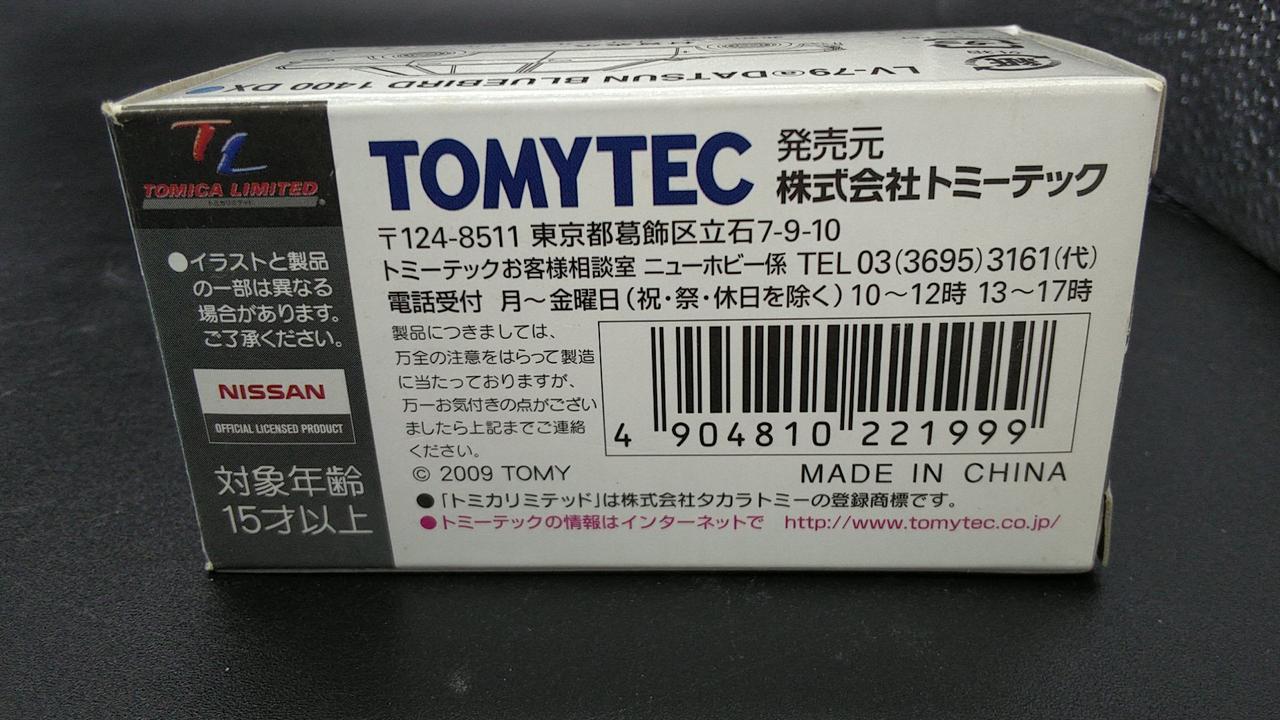 LV-79ⓐDATSUN BLUEBIRD 1400 DX
TL
TOMICA LIMITED
トミカリミテッド
●イラストと製品
の一部は異なる
場合があります。
ご了承ください。
NISSAN
OFFICIAL LICENSED PRODUCT
対象年齢
15才以上
TOMYTEC
発売元
株式会社トミーテック
〒124-8511 東京都葛飾区立石7-9-10
トミーテックお客様相談室 ニューホビー係 TEL 03(3695)3161(代)
電話受付 月~金曜日(祝・祭・休日を除く)10~12時 13~17時
製品につきましては、
万全の注意をはらって製造
に当たっておりますが、
万一お気付きの点がござい
ましたら上記までご連絡
ください。
4 904810 221999
© 2009 TOMY
MADE IN CHINA
●「トミカリミテッド」は株式会社タカラトミーの登録商標です。
●トミーテックの情報はインターネットで http://www.tomytec.co.jp/